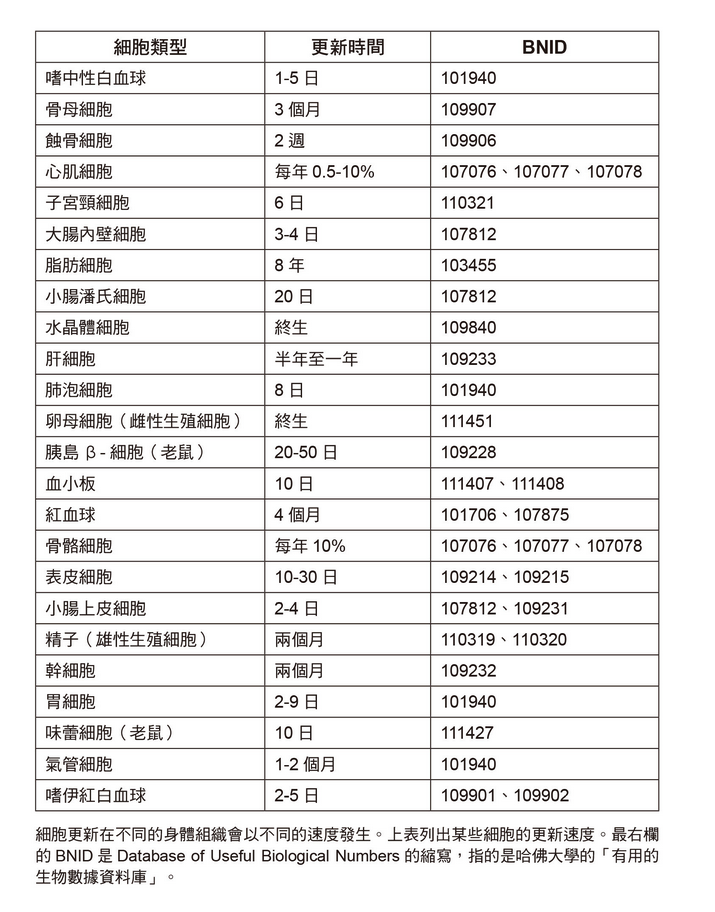 細胞類型 更新時間 BNID
嗜中性白血球 1-5 日 101940
骨母細胞 3 個月 109907
蝕骨細胞 2 週 109906
心肌細胞 每年 0.5-10% 107076、107077、107078
子宮頸細胞 6 日 110321
大腸內壁細胞 3-4 日 107812
脂肪細胞 8 年 103455
小腸潘氏細胞 20 日 107812
水晶體細胞 終生 109840
肝細胞 半年至一年 109233
肺泡細胞 8 日 101940
卵母細胞（雌性生殖細胞） 終生 111451
胰島 β - 細胞（老鼠） 20-50 日 109228
血小板 10 日 111407、111408
紅血球 4 個月 101706、107875
骨骼細胞 每年 10% 107076、107077、107078
表皮細胞 10-30 日 109214、109215
小腸上皮細胞 2-4 日 107812、109231
精子（雄性生殖細胞） 兩個月 110319、110320
幹細胞 兩個月 109232
胃細胞 2-9 日 101940
味蕾細胞（老鼠） 10 日 111427
氣管細胞 1-2 個月 101940
嗜伊紅白血球 2-5 日 109901、109902
細胞更新在不同的身體組織會以不同的速度發生。上表列出某些細胞的更新速度。最右欄
的 BNID 是 Database of Useful Biological Numbers 的縮寫，指的是哈佛大學的「有用的
生物數據資料庫」。